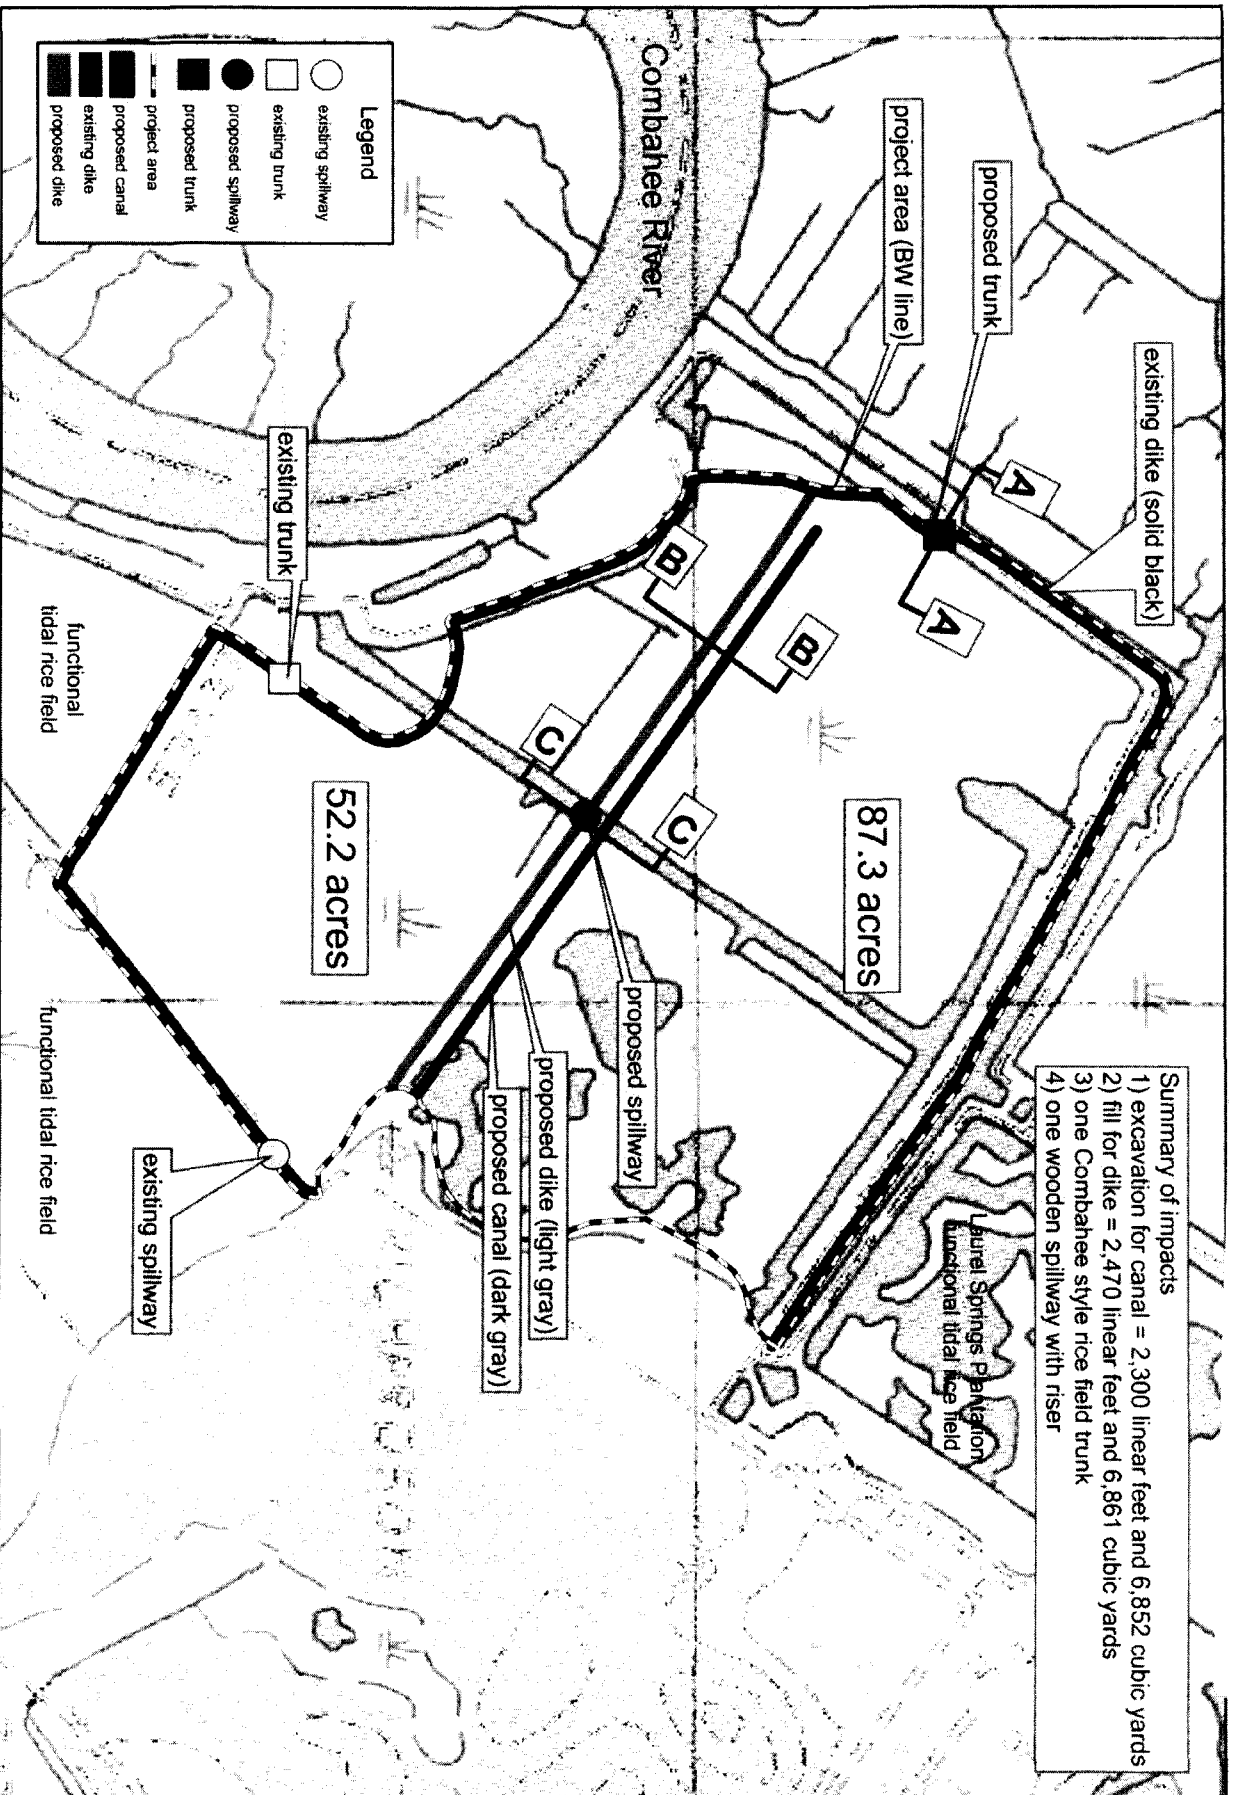 Summary of impacts
1) excavation for canal = 2,300 linear feet and 6,852 cubic yards
2) fill for dike = 2,470 linear feet and 6,861 cubic yards
3) one Combahee style rice field trunk
4) one wooden spillway with riser
existing dike (solid black)
proposed trunk
project area (BW line)
Combahee River
A
A
B
B
C
C
87.3 acres
52.2 acres
Laurel Springs Plantation
functional tidal rice field
proposed spillway
proposed dike (light gray)
proposed canal (dark gray)
existing trunk
existing spillway
functional
tidal rice field
functional tidal rice field
Legend
existing spillway
existing trunk
proposed spillway
proposed trunk
project area
proposed canal
existing dike
proposed dike